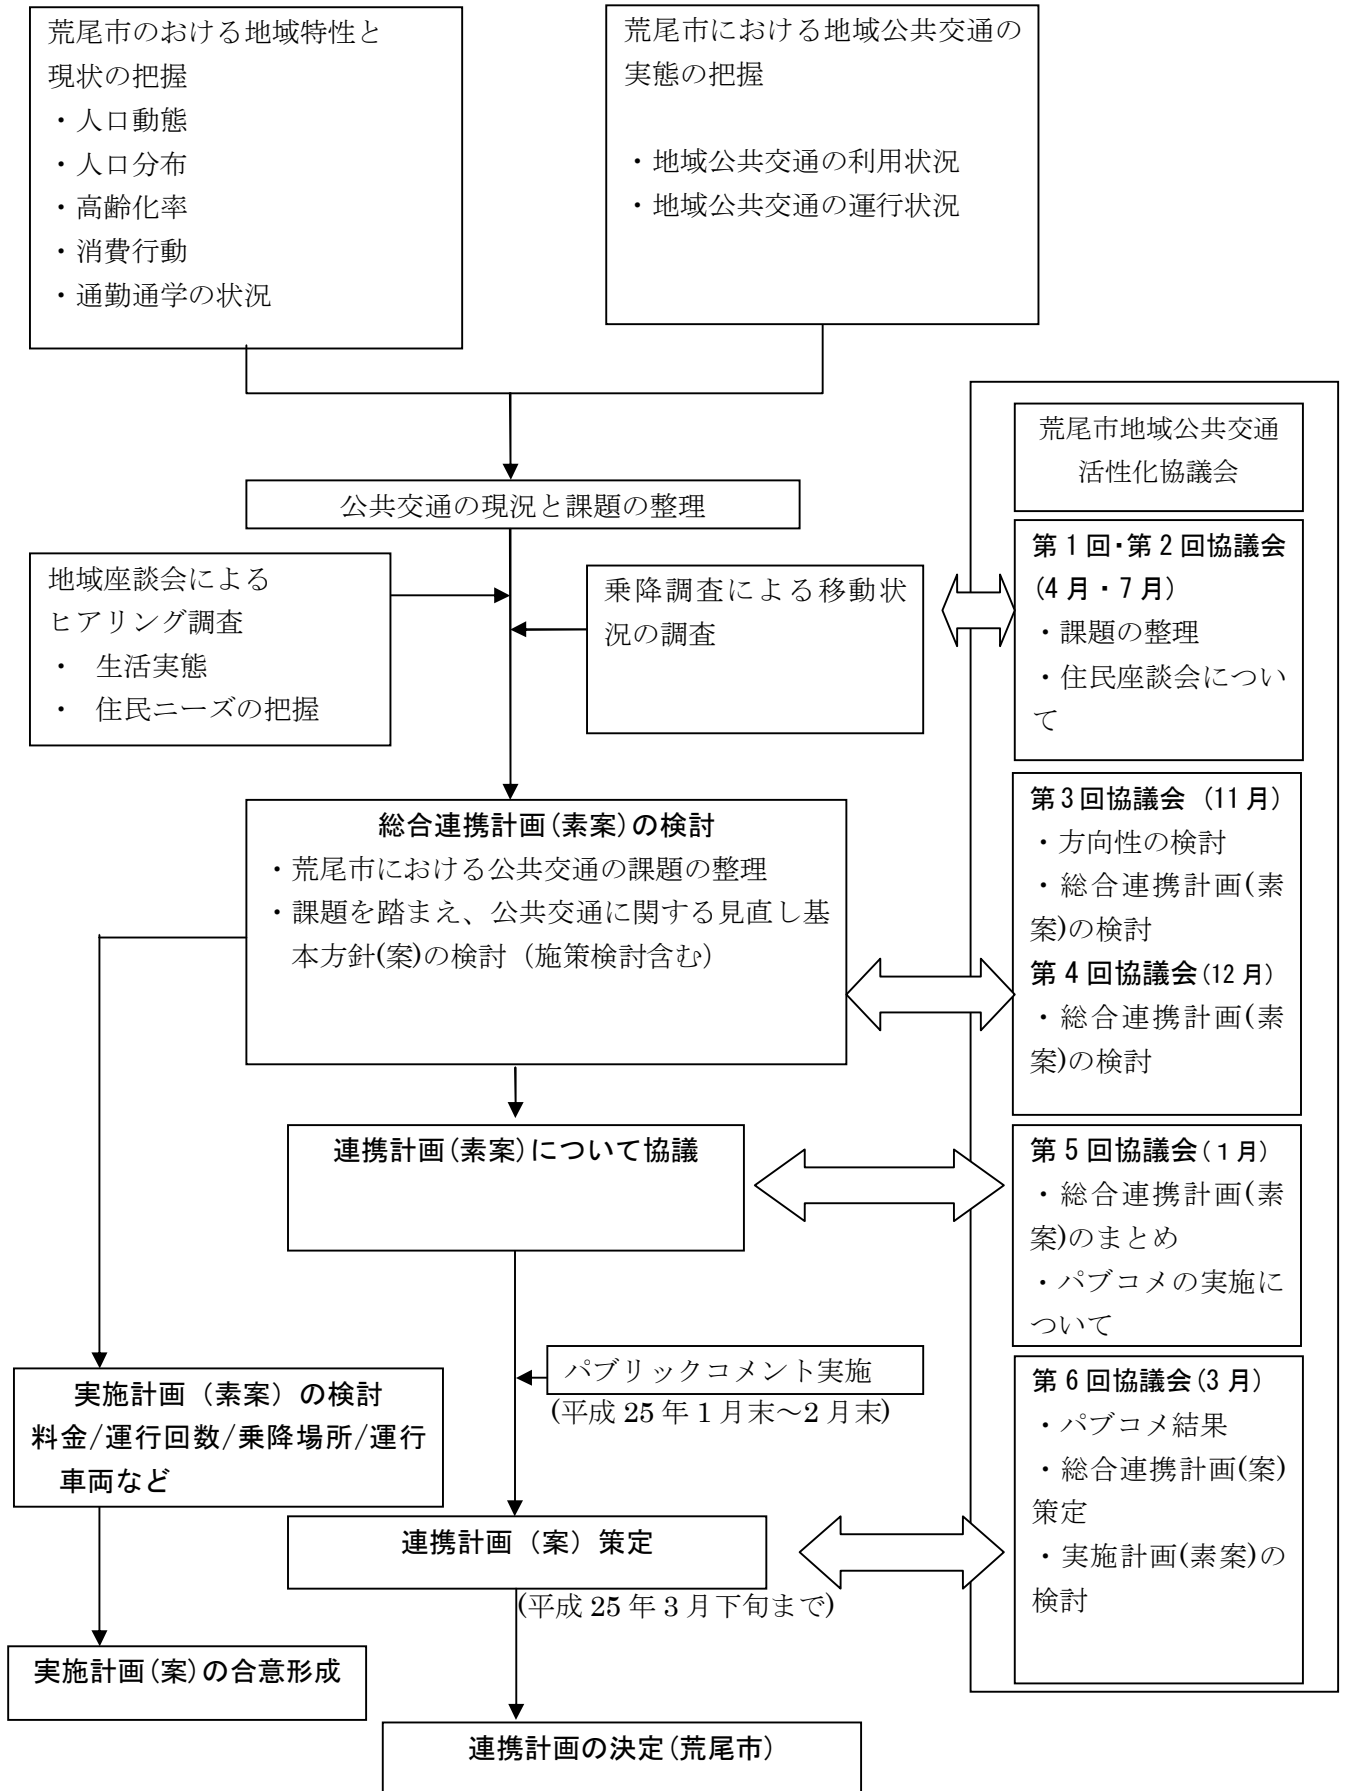 荒尾市のおける地域特性と
現状の把握
・人口動態
・人口分布
・高齢化率
・消費行動
・通勤通学の状況
荒尾市における地域公共交通の
実態の把握
・地域公共交通の利用状況
・地域公共交通の運行状況
公共交通の現況と課題の整理
地域座談会による
ヒアリング調査
・ 生活実態
・ 住民ニーズの把握
乗降調査による移動状
況の調査
総合連携計画(素案)の検討
・荒尾市における公共交通の課題の整理
・課題を踏まえ、公共交通に関する見直し基
本方針(案)の検討（施策検討含む）
連携計画(素案)について協議
パブリックコメント実施
(平成 25 年 1 月末～2 月末)
実施計画（素案）の検討
料金/運行回数/乗降場所/運行
車両など
連携計画（案）策定
(平成 25 年 3 月下旬まで)
実施計画(案)の合意形成
連携計画の決定(荒尾市)
荒尾市地域公共交通
活性化協議会
第 1 回・第 2 回協議会
(4 月・7 月)
・課題の整理
・住民座談会につい
て
第 3 回協議会 (11 月)
・方向性の検討
・総合連携計画(素
案)の検討
第 4 回協議会(12 月)
・総合連携計画(素
案)の検討
第 5 回協議会(１月)
・総合連携計画(素
案)のまとめ
・パブコメの実施に
ついて
第 6 回協議会(3 月)
・パブコメ結果
・総合連携計画(案)
策定
・実施計画(素案)の
検討